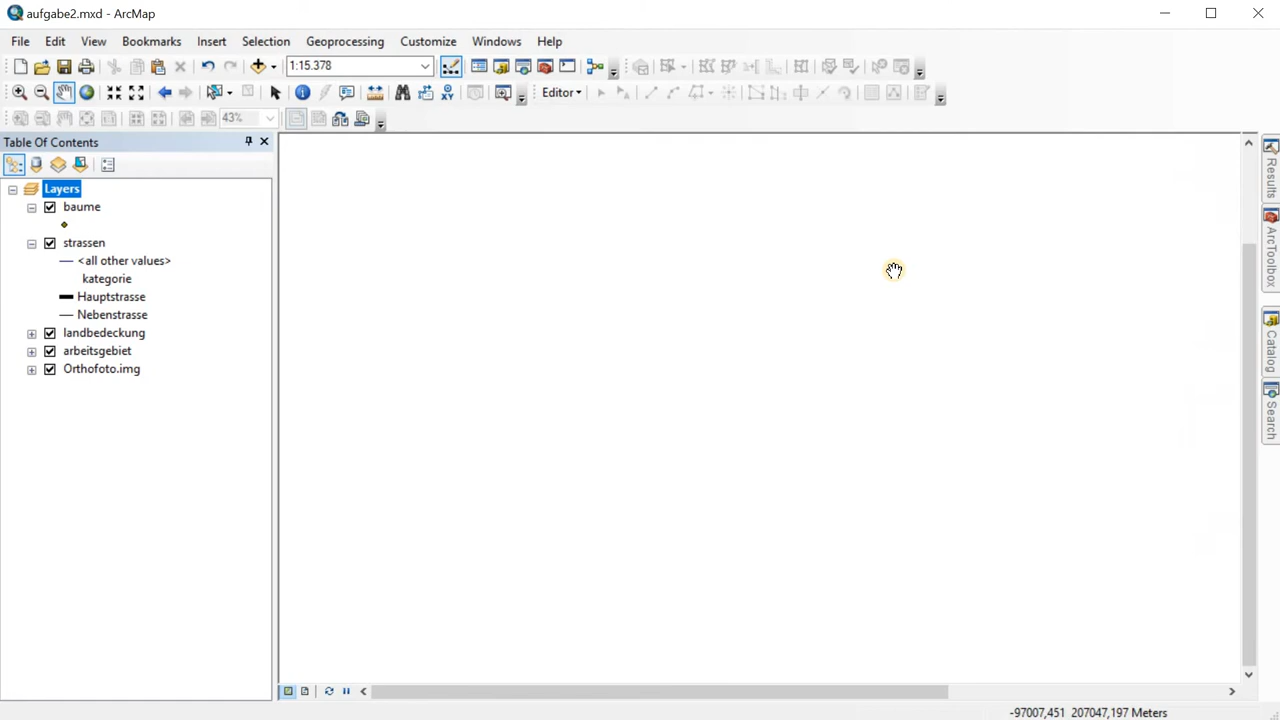 aufgabe2.mxd - ArcMap
File Edit View Bookmarks Insert Selection Geoprocessing Customize Windows Help
1:15.378
Editor
43%
Table Of Contents
Layers
baume
strassen
<all other values>
kategorie
Hauptstrasse
Nebenstrasse
landbedeckung
arbeitsgebiet
Orthofoto.img
Results
ArcToolbox
Catalog
Search
-97007,451 207047,197 Meters